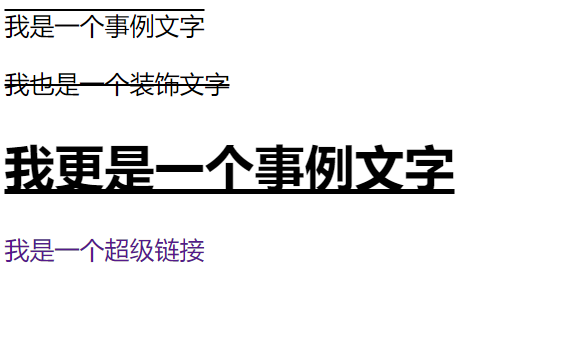 我是一个事例文字
我也是一个装饰文字
我更是一个事例文字
我是一个超级链接